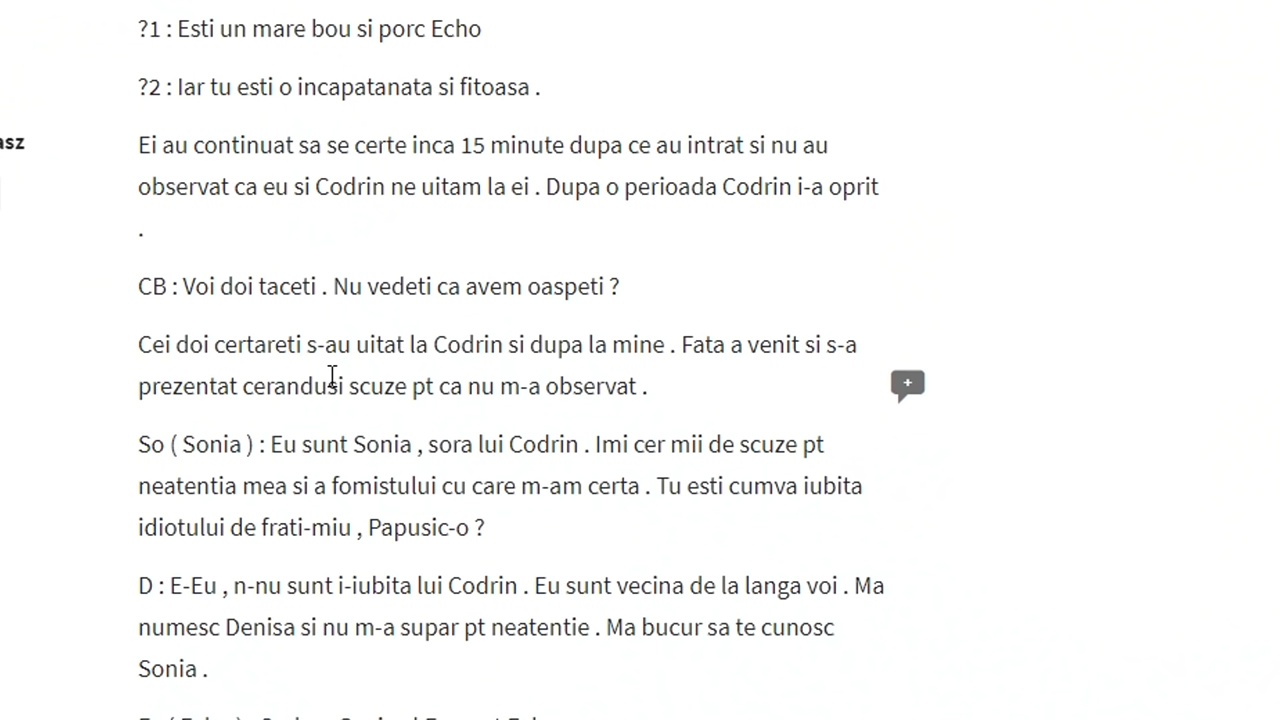 ?1 : Esti un mare bou si porc Echo
?2 : Iar tu esti o incapatanata si fitoasa .
asz
Ei au continuat sa se certe inca 15 minute dupa ce au intrat si nu au
observat ca eu si Codrin ne uitam la ei . Dupa o perioada Codrin i-a oprit
.
CB : Voi doi taceti . Nu vedeti ca avem oaspeti ?
Cei doi certareti s-au uitat la Codrin si dupa la mine . Fata a venit si s-a
prezentat cerandusi scuze pt ca nu m-a observat .
So ( Sonia ) : Eu sunt Sonia , sora lui Codrin . Imi cer mii de scuze pt
neatentia mea si a fomistului cu care m-am certa . Tu esti cumva iubita
idiotului de frati-miu , Papusic-o ?
D : E-Eu , n-nu sunt i-iubita lui Codrin . Eu sunt vecina de la langa voi . Ma
numesc Denisa si nu m-a supar pt neatentie . Ma bucur sa te cunosc
Sonia .